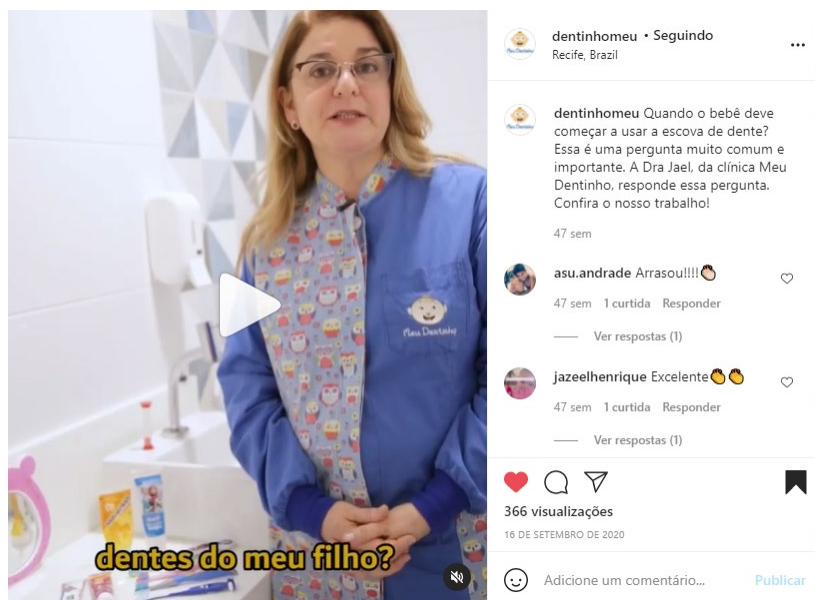 dentinhomeu • Seguindo
Recife, Brazil
dentinhomeu Quando o bebê deve
começar a usar a escova de dente?
Essa é uma pergunta muito comum e
importante. A Dra Jael, da clínica Meu
Dentinho, responde essa pergunta.
Confira o nosso trabalho!
47 sem
asu.andrade Arrasou!!!!👏🏻
47 sem 1 curtida Responder
Ver respostas (1)
jazeelhenrique Excelente👏👏
47 sem 1 curtida Responder
Ver respostas (1)
366 visualizações
16 DE SETEMBRO DE 2020
Adicione um comentário... Publicar
Meu Dentinho
dentes do meu filho?